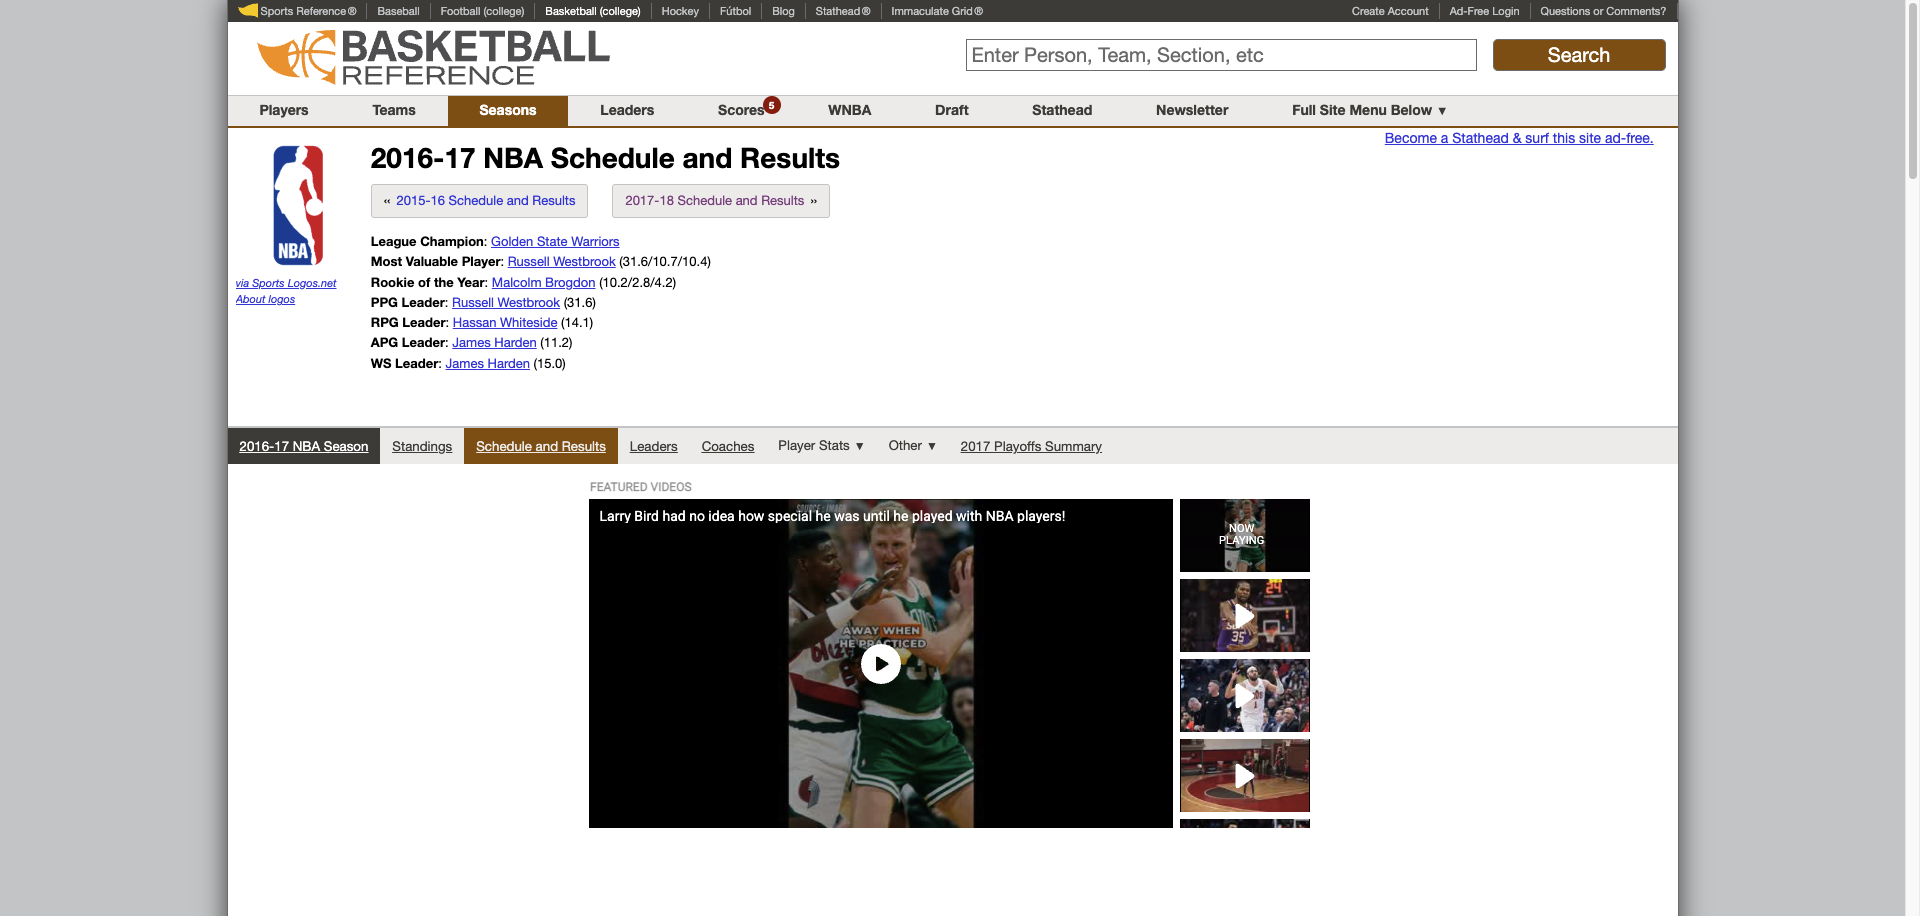 Sports Reference® Baseball Football (college) Basketball (college) Hockey Fútbol Blog Stathead® Immaculate Grid® Create Account Ad-Free Login Questions or Comments?
BASKETBALL
REFERENCE
Enter Person, Team, Section, etc Search
Players Teams Seasons Leaders Scores 5 WNBA Draft Stathead Newsletter Full Site Menu Below ▼
Become a Stathead & surf this site ad-free.
2016-17 NBA Schedule and Results
« 2015-16 Schedule and Results 2017-18 Schedule and Results »
NBA
via Sports Logos.net
About logos
League Champion: Golden State Warriors
Most Valuable Player: Russell Westbrook (31.6/10.7/10.4)
Rookie of the Year: Malcolm Brogdon (10.2/2.8/4.2)
PPG Leader: Russell Westbrook (31.6)
RPG Leader: Hassan Whiteside (14.1)
APG Leader: James Harden (11.2)
WS Leader: James Harden (15.0)
2016-17 NBA Season Standings Schedule and Results Leaders Coaches Player Stats ▼ Other ▼ 2017 Playoffs Summary
FEATURED VIDEOS
Larry Bird had no idea how special he was until he played with NBA players!
AWAY WHEN
HE PRACTICED
NOW
PLAYING
24
35
1